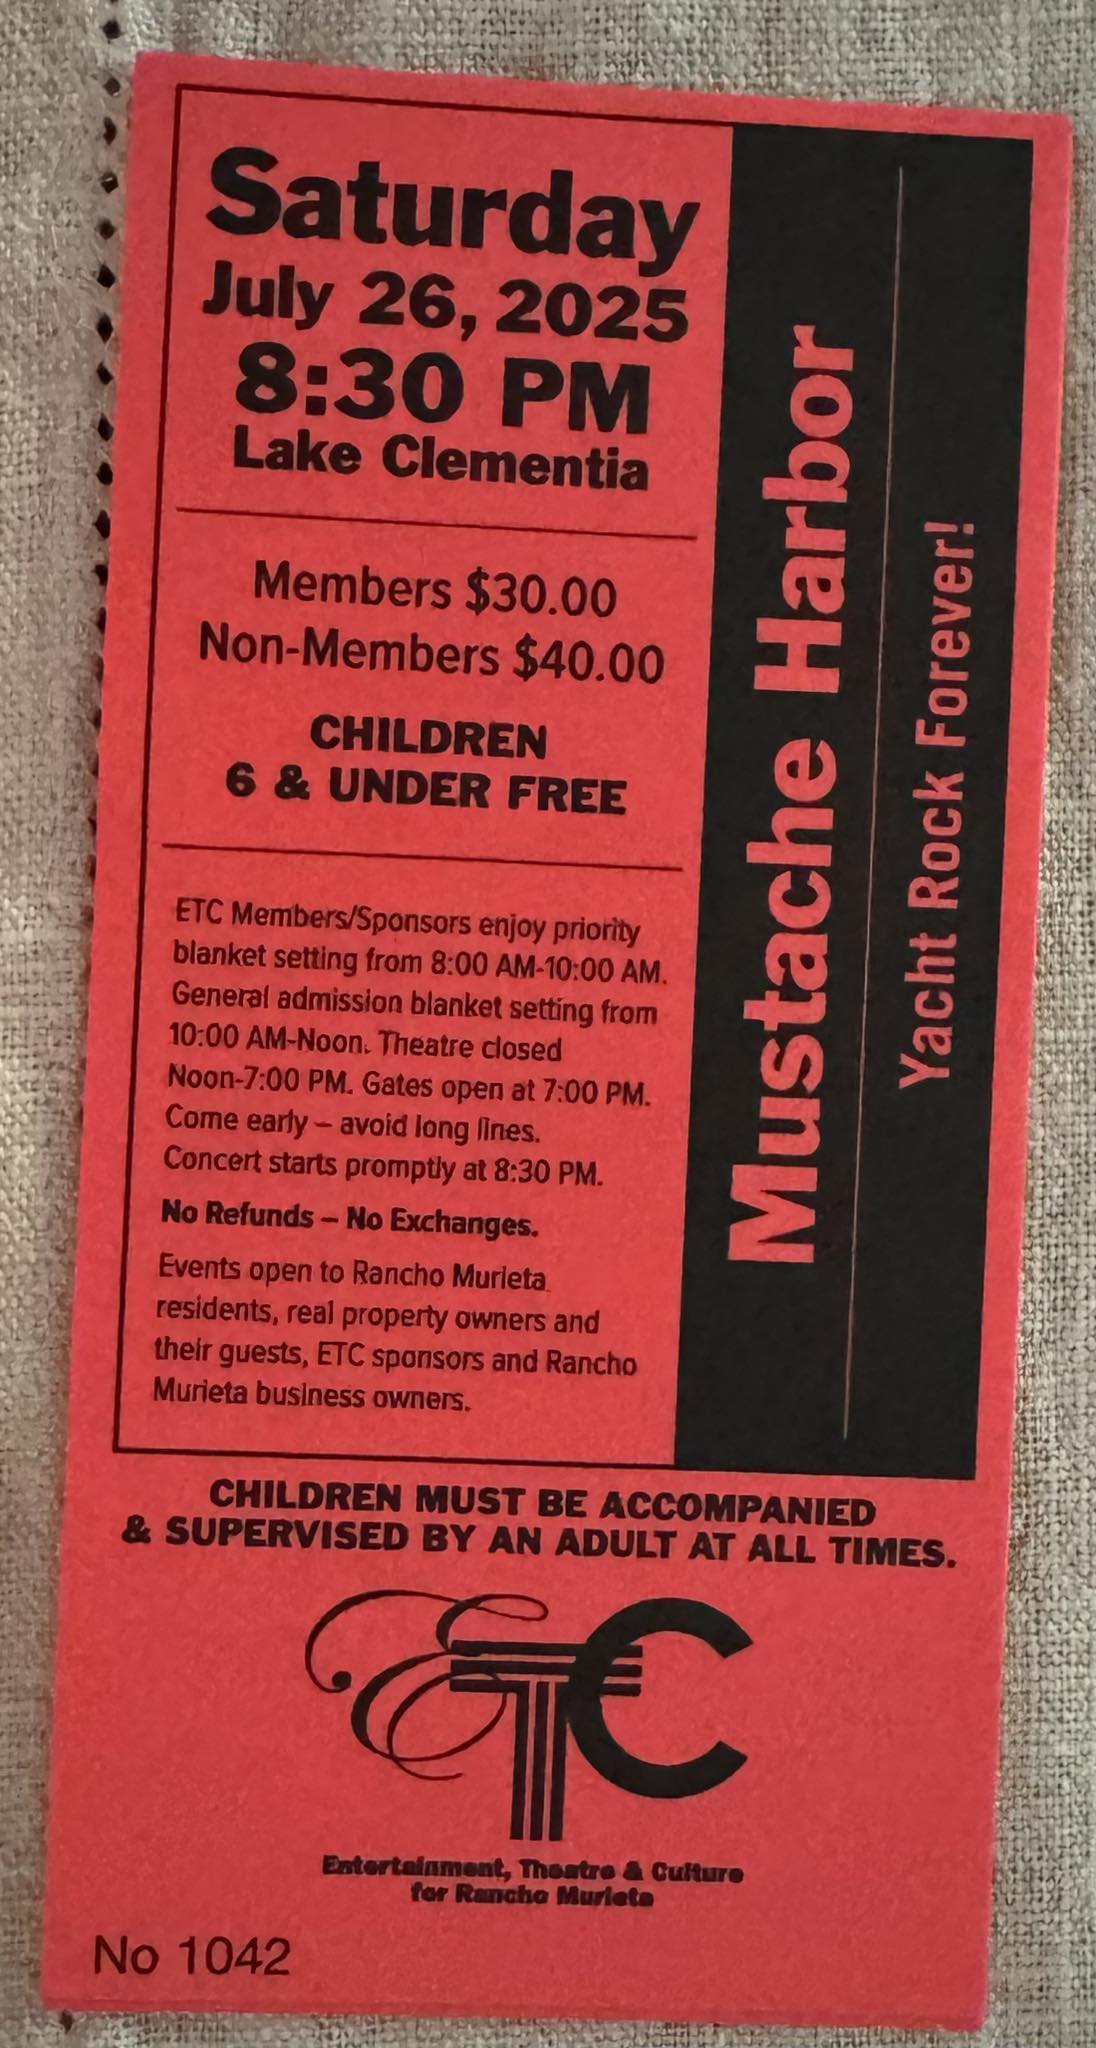 Saturday
July 26, 2025
8:30 PM
Lake Clementia
Members $30.00
Non-Members $40.00
CHILDREN
6 & UNDER FREE
ETC Members/Sponsors enjoy priority
blanket setting from 8:00 AM-10:00 AM.
General admission blanket setting from
10:00 AM-Noon. Theatre closed
Noon-7:00 PM. Gates open at 7:00 PM.
Come early – avoid long lines.
Concert starts promptly at 8:30 PM.
No Refunds – No Exchanges.
Events open to Rancho Murieta
residents, real property owners and
their guests, ETC sponsors and Rancho
Murieta business owners.
Mustache Harbor
Yacht Rock Forever!
CHILDREN MUST BE ACCOMPANIED
& SUPERVISED BY AN ADULT AT ALL TIMES.
ETC
Entertainment, Theatre & Culture
for Rancho Murieta
No 1042